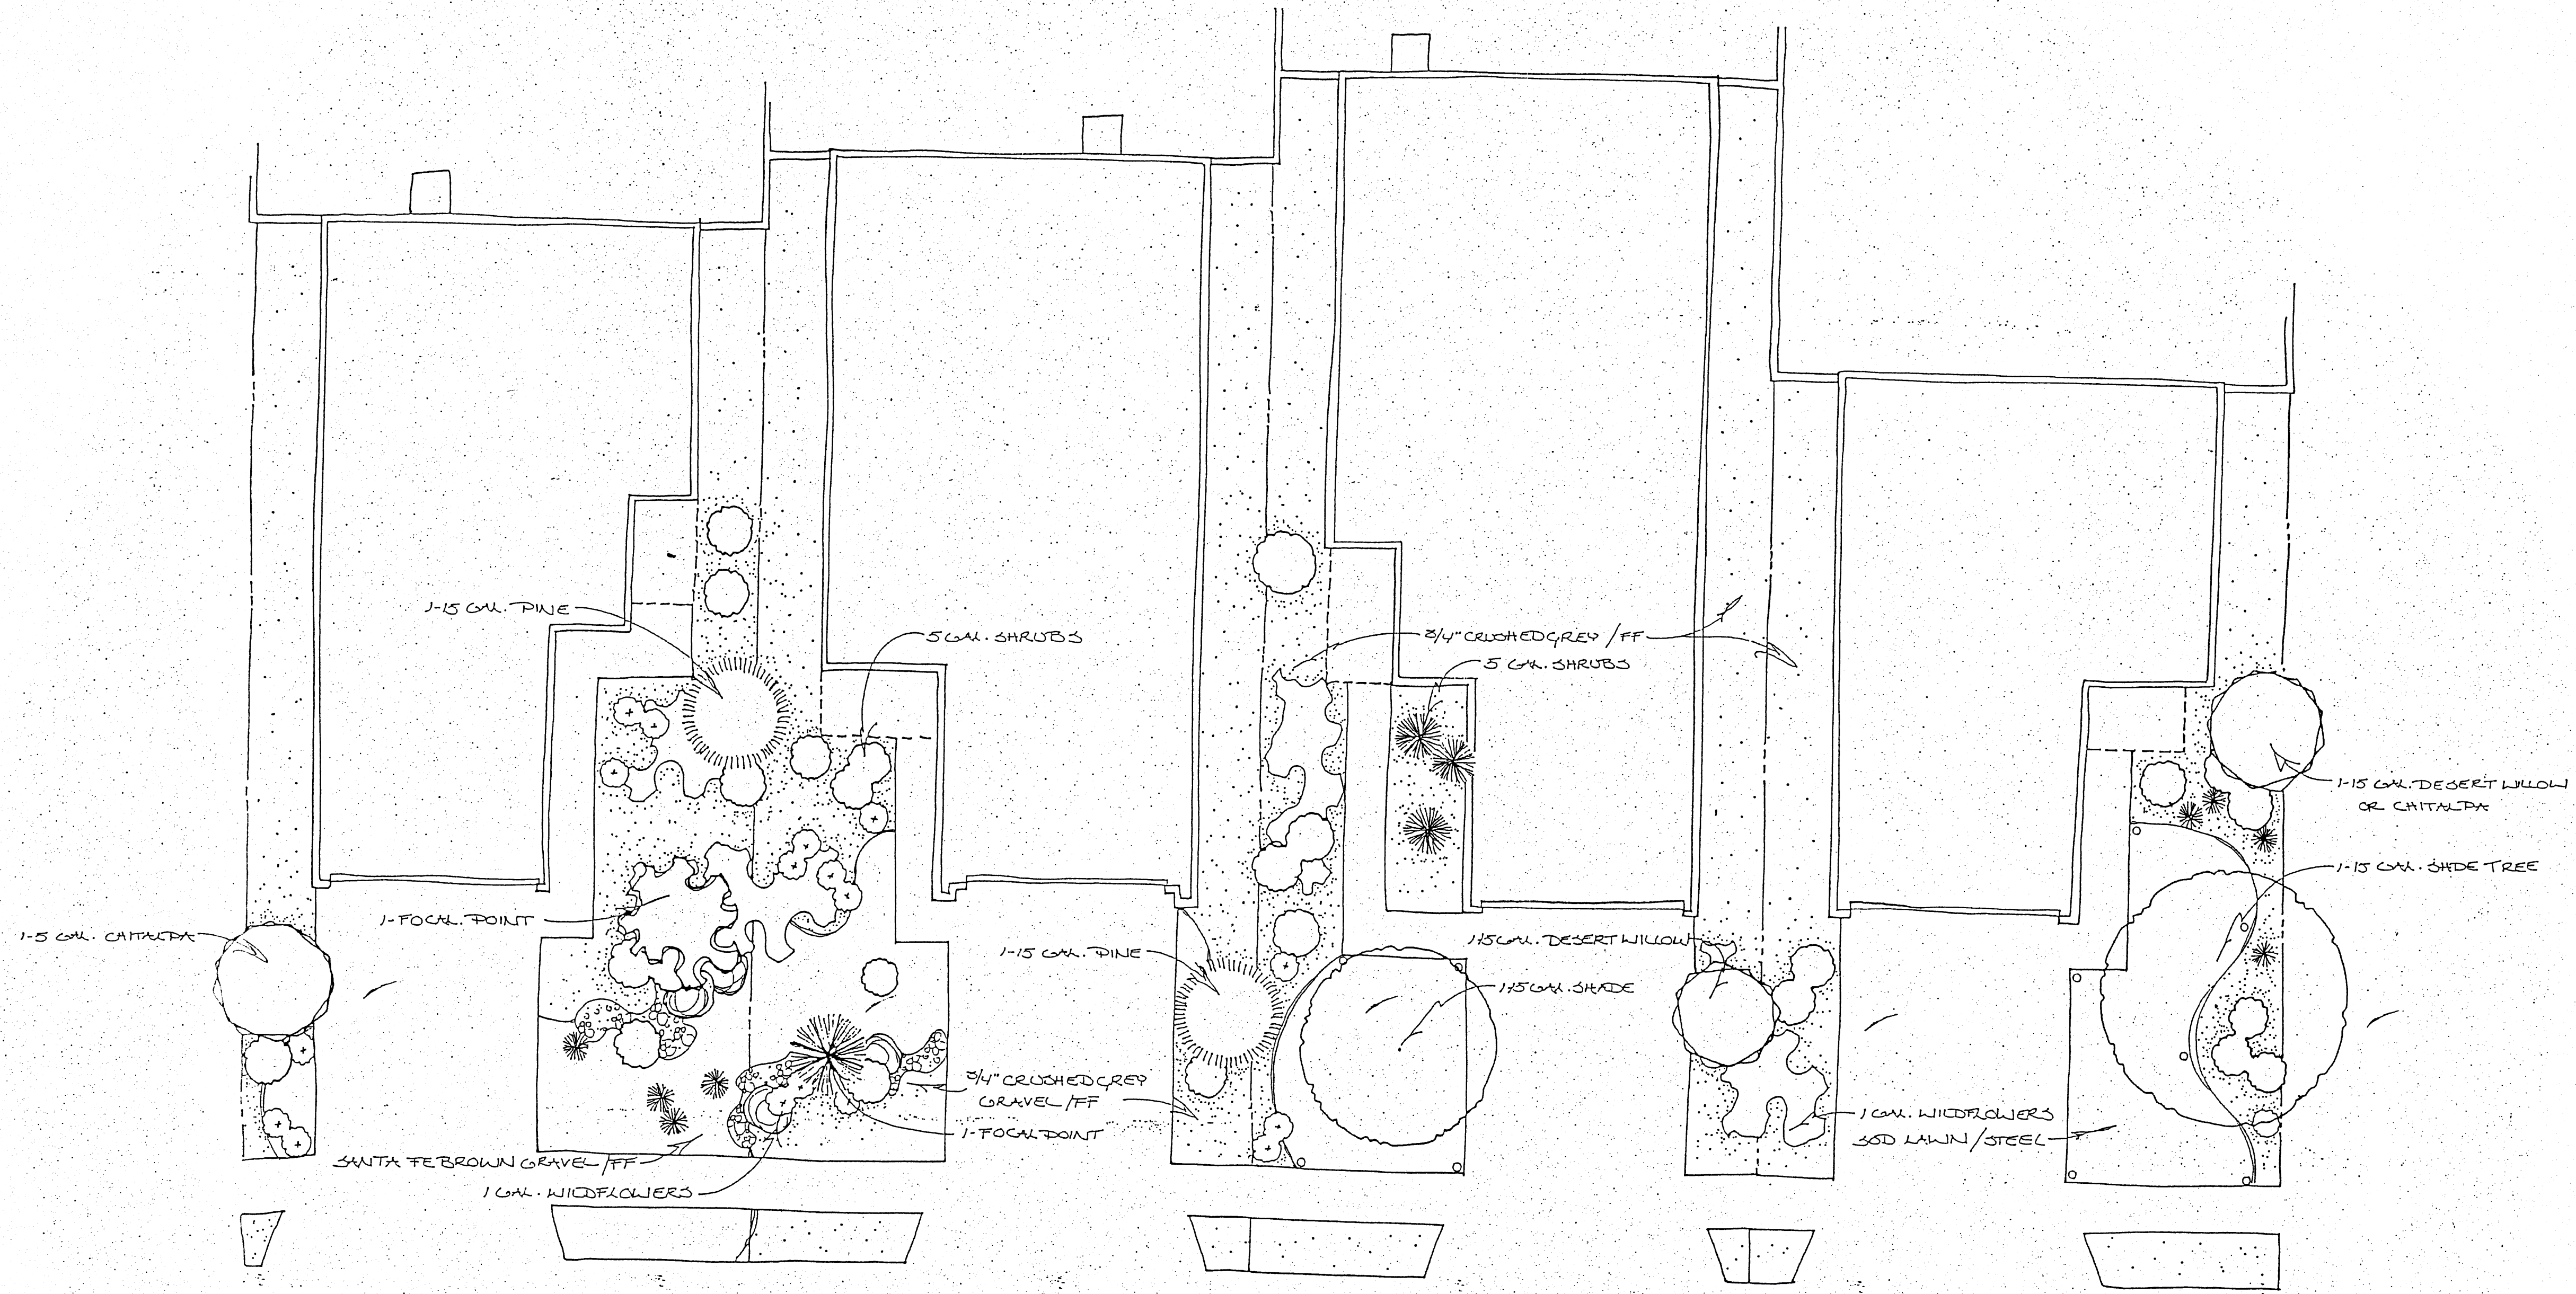 1-15 GAL. PINE
5 GAL. SHRUBS
3/4" CRUSHED GREY /FF
5 GAL. SHRUBS
1-15 GAL. DESERT WILLOW
OR CHITALPA
1-15 GAL. SHDE TREE
1-FOCAL. POINT
1-5 GAL. CHITALPA
1-15 GAL. PINE
1-15 GAL. DESERT WILLOW
1-15 GAL. SHADE
3/4" CRUSHED GREY
GRAVEL /FF
1-FOCAL POINT
1 GAL. WILDFLOWERS
SOD LAWN / STEEL
SANTA FE BROWN GRAVEL /FF
1 GAL. WILDFLOWERS